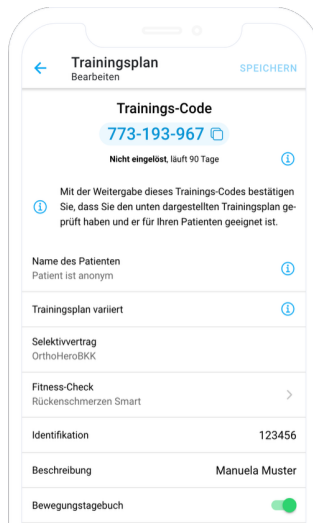 Trainingsplan
Bearbeiten
SPEICHERN
Trainings-Code
773-193-967
Nicht eingelöst, läuft 90 Tage
Mit der Weitergabe dieses Trainings-Codes bestätigen
Sie, dass Sie den unten dargestellten Trainingsplan ge-
prüft haben und er für Ihren Patienten geeignet ist.
Name des Patienten
Patient ist anonym
Trainingsplan variiert
Selektivvertrag
OrthoHeroBKK
Fitness-Check
Rückenschmerzen Smart
Identifikation
123456
Beschreibung
Manuela Muster
Bewegungstagebuch